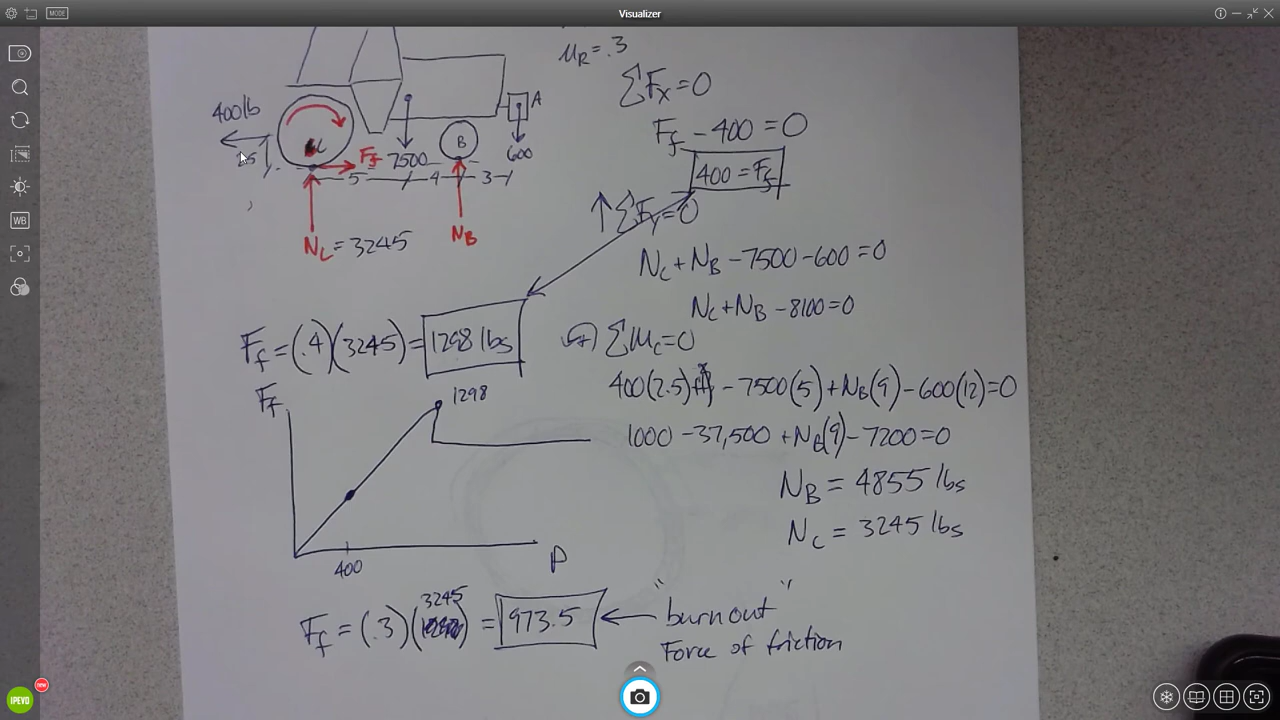 MODE
Visualizer
μR = .3
ΣFx = 0
400lb
A
Ff - 400 = 0
B
Ff 7500 600
2.5
400 = Ff
5 4 3
↑ΣFy = 0
NC = 3245
NB
NC + NB - 7500 - 600 = 0
NC + NB - 8100 = 0
Ff = (.4)(3245) = 1298 lbs
ΣMC = 0
400(2.5) - 7500(5) + NB(9) - 600(12) = 0
Ff
1298
1000 - 37,500 + NB(9) - 7200 = 0
NB = 4855 lbs
NC = 3245 lbs
400
P
3245
Ff = (.3)( ) = 973.5 ← "burnout"
Force of friction
WB
IPEVO